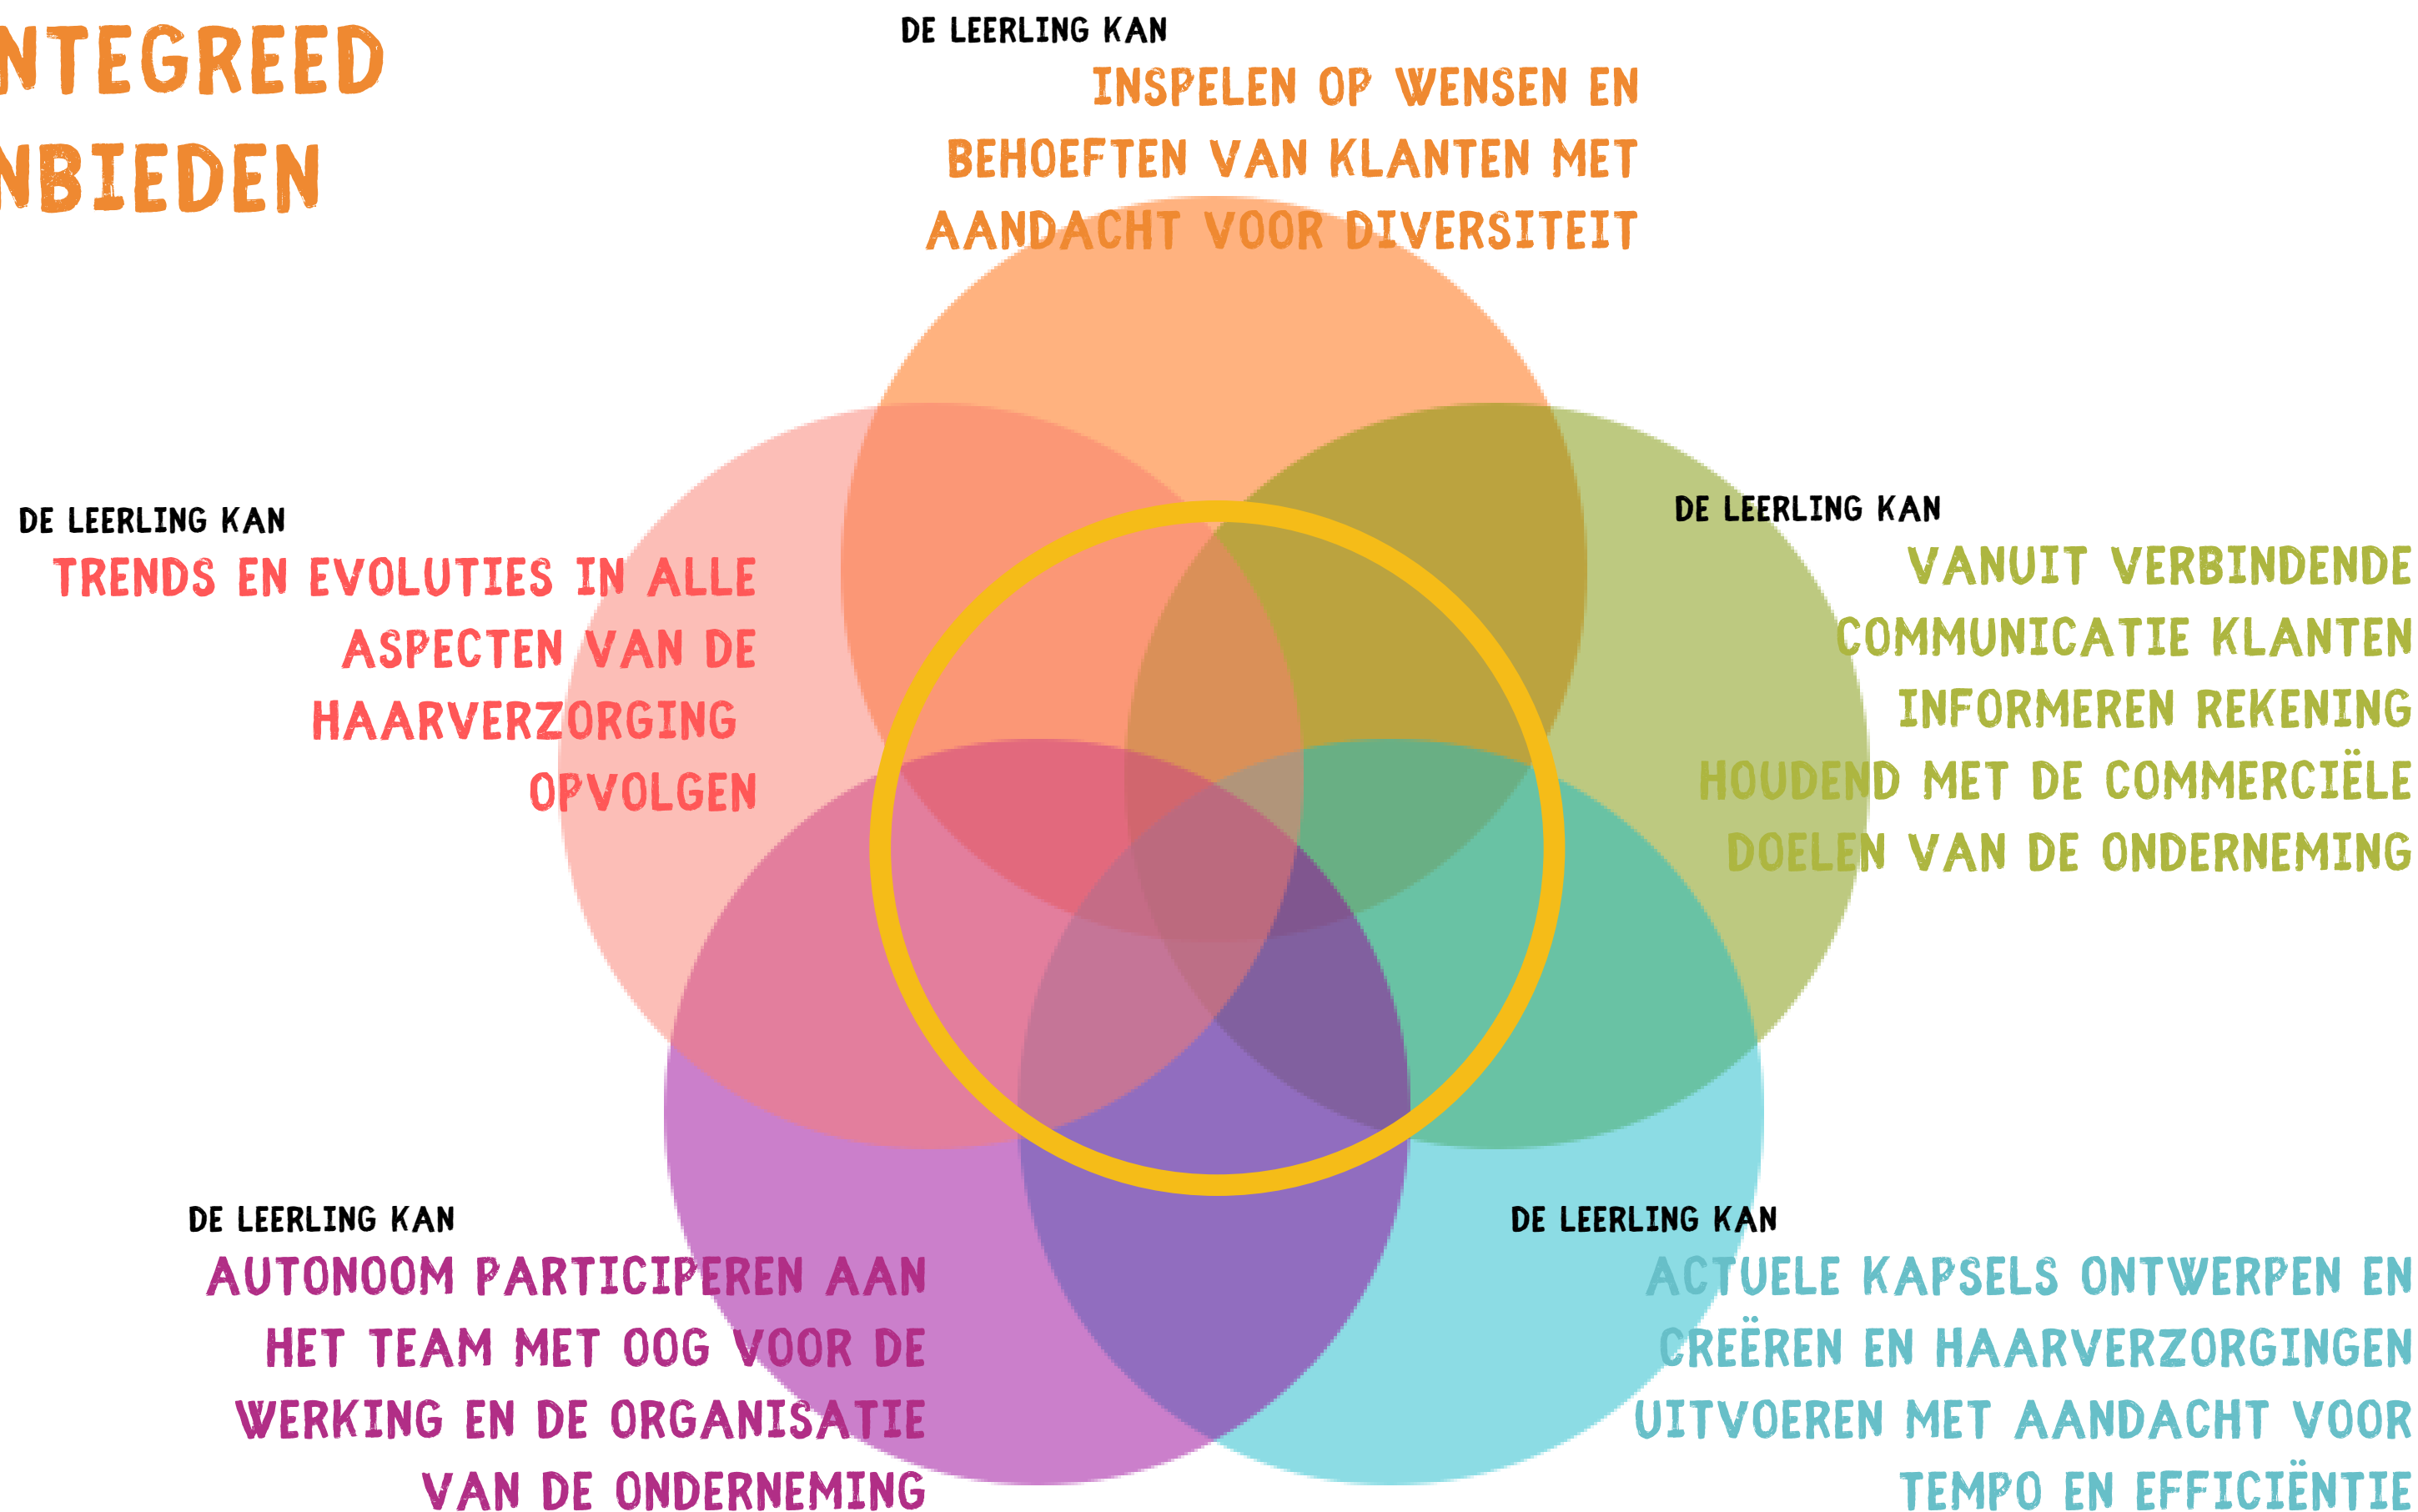 NTEGREED
NBIEDEN
DE LEERLING KAN
INSPELEN OP WENSEN EN
BEHOEFTEN VAN KLANTEN MET
AANDACHT VOOR DIVERSITEIT
DE LEERLING KAN
TRENDS EN EVOLUTIES IN ALLE
ASPECTEN VAN DE
HAARVERZORGING
OPVOLGEN
DE LEERLING KAN
VANUIT VERBINDENDE
COMMUNICATIE KLANTEN
INFORMEREN REKENING
HOUDEND MET DE COMMERCIËLE
DOELEN VAN DE ONDERNEMING
DE LEERLING KAN
AUTONOOM PARTICIPEREN AAN
HET TEAM MET OOG VOOR DE
WERKING EN DE ORGANISATIE
VAN DE ONDERNEMING
DE LEERLING KAN
ACTUELE KAPSELS ONTWERPEN EN
CREËREN EN HAARVERZORGINGEN
UITVOEREN MET AANDACHT VOOR
TEMPO EN EFFICIËNTIE